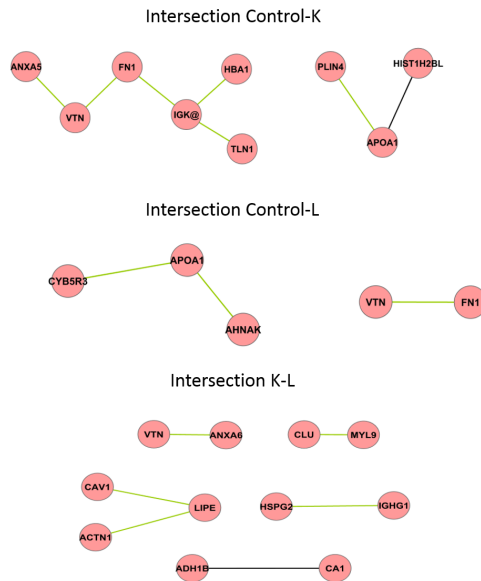 Intersection Control-K
ANXA5
FN1
HBA1
PLIN4
HIST1H2BL
VTN
IGK@
TLN1
APOA1
Intersection Control-L
CYB5R3
APOA1
AHNAK
VTN
FN1
Intersection K-L
VTN
ANXA6
CLU
MYL9
CAV1
LIPE
ACTN1
HSPG2
IGHG1
ADH1B
CA1